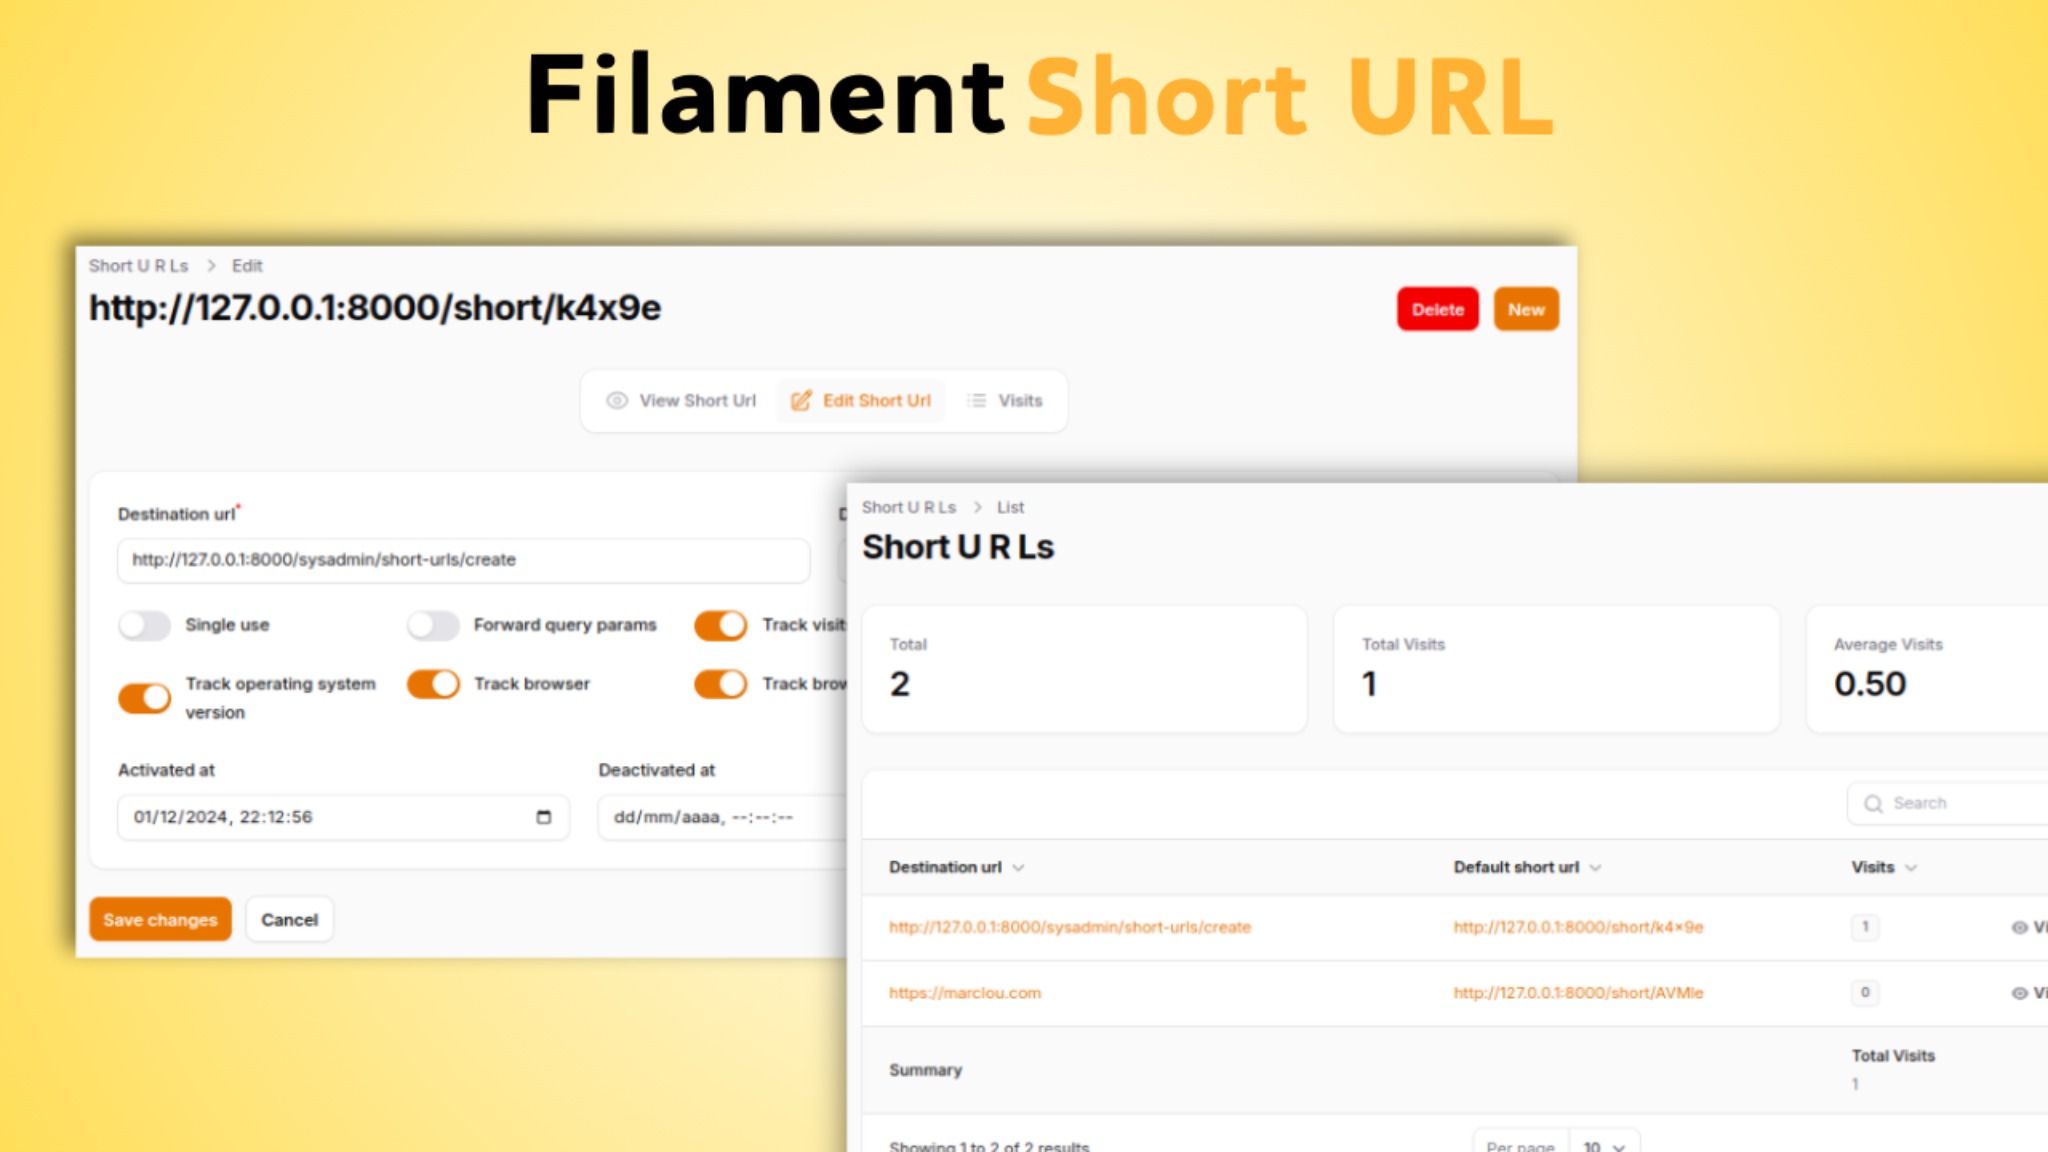 Filament Short URL
Short U R Ls > Edit
http://127.0.0.1:8000/short/k4x9e
Delete
New
View Short Url
Edit Short Url
Visits
Destination url*
http://127.0.0.1:8000/sysadmin/short-urls/create
Single use
Forward query params
Track
Track operating system
version
Track browser
Track
Activated at
Deactivated at
01/12/2024, 22:12:56
dd/mm/aaaa, --:--:--
Save changes
Cancel
Short U R Ls > List
Short U R Ls
Total
2
Total Visits
1
Average Visits
0.50
Search
Destination url
Default short url
Visits
http://127.0.0.1:8000/sysadmin/short-urls/create
http://127.0.0.1:8000/short/k4x9e
1
https://marclou.com
http://127.0.0.1:8000/short/AVMle
0
Summary
Total Visits
1
Showing 1 to 2 of 2 results
Per page
10